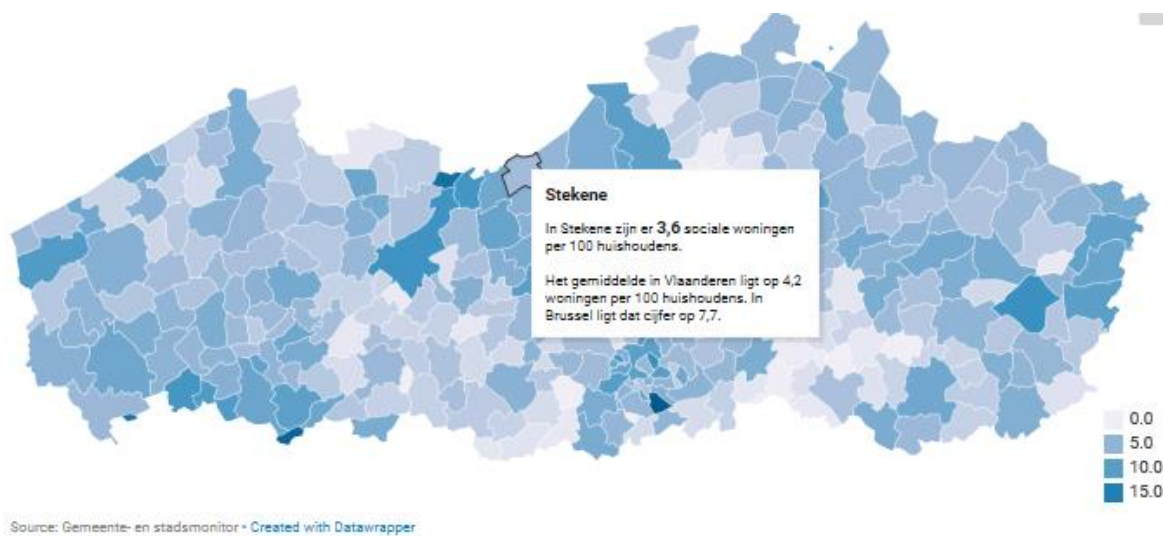 Stekene
In Stekene zijn er 3,6 sociale woningen
per 100 huishoudens.
Het gemiddelde in Vlaanderen ligt op 4,2
woningen per 100 huishoudens. In
Brussel ligt dat cijfer op 7,7.
0.0
5.0
10.0
15.0
Source: Gemeente- en stadsmonitor • Created with Datawrapper